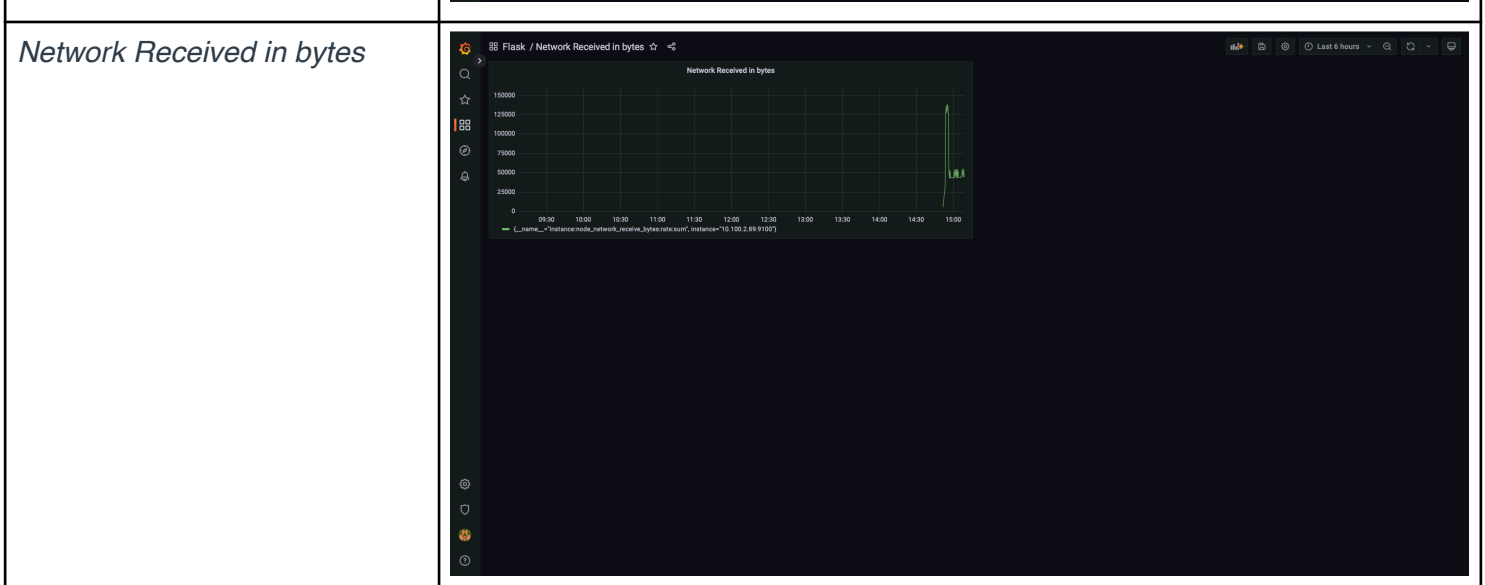 Network Received in bytes
Flask / Network Received in bytes
Last 6 hours
Network Received in bytes
150000
125000
100000
75000
50000
25000
0
09:30 10:00 10:30 11:00 11:30 12:00 12:30 13:00 13:30 14:00 14:30 15:00
{__name__="instance:node_network_receive_bytes:rate:sum", instance="10.100.2.89:9100"}